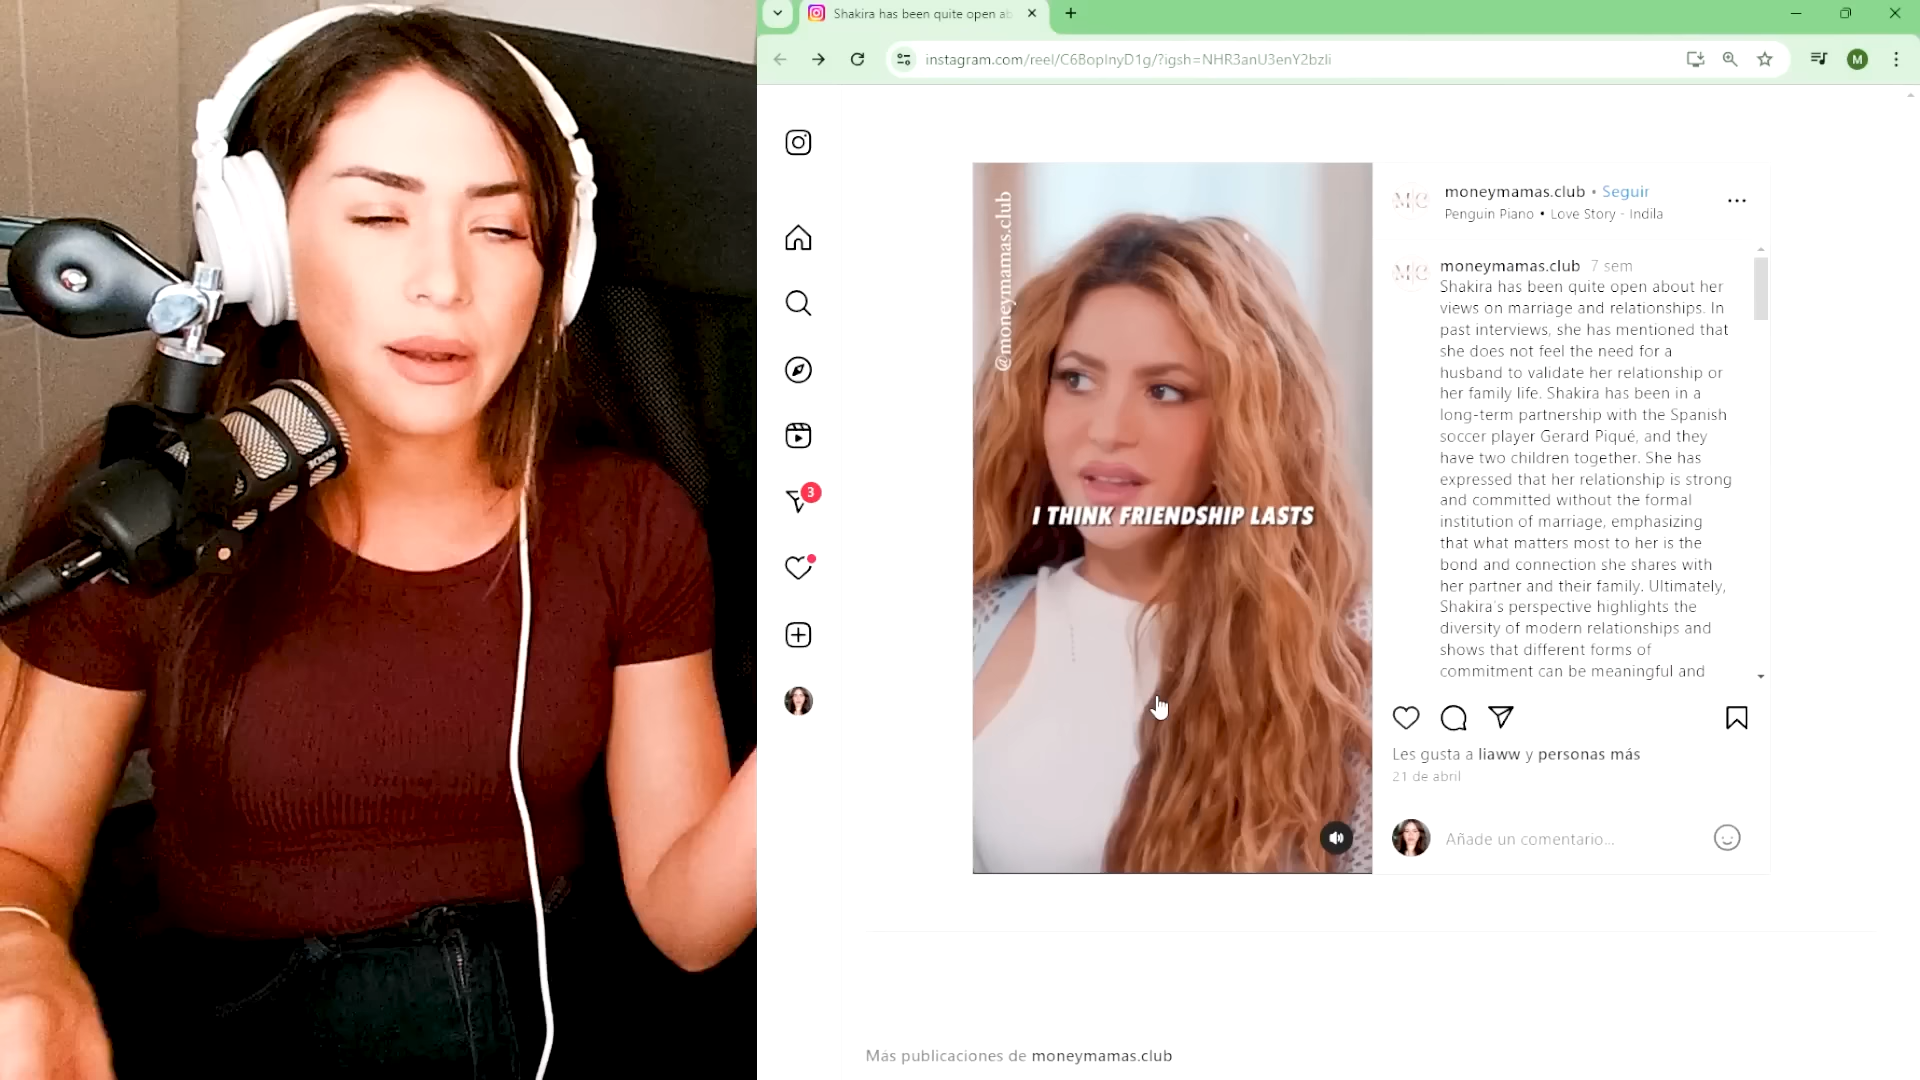 Shakira has been quite open ab
instagram.com/reel/C6BopInyD1g/?igsh=NHR3anU3enY2bzli
M
3
@moneymamas.club
I THINK FRIENDSHIP LASTS
MC
moneymamas.club • Seguir
Penguin Piano • Love Story - Indila
MC
moneymamas.club 7 sem
Shakira has been quite open about her
views on marriage and relationships. In
past interviews, she has mentioned that
she does not feel the need for a
husband to validate her relationship or
her family life. Shakira has been in a
long-term partnership with the Spanish
soccer player Gerard Piqué, and they
have two children together. She has
expressed that her relationship is strong
and committed without the formal
institution of marriage, emphasizing
that what matters most to her is the
bond and connection she shares with
her partner and their family. Ultimately,
Shakira's perspective highlights the
diversity of modern relationships and
shows that different forms of
commitment can be meaningful and
Les gusta a liaww y personas más
21 de abril
Añade un comentario...
Más publicaciones de moneymamas.club
RODE